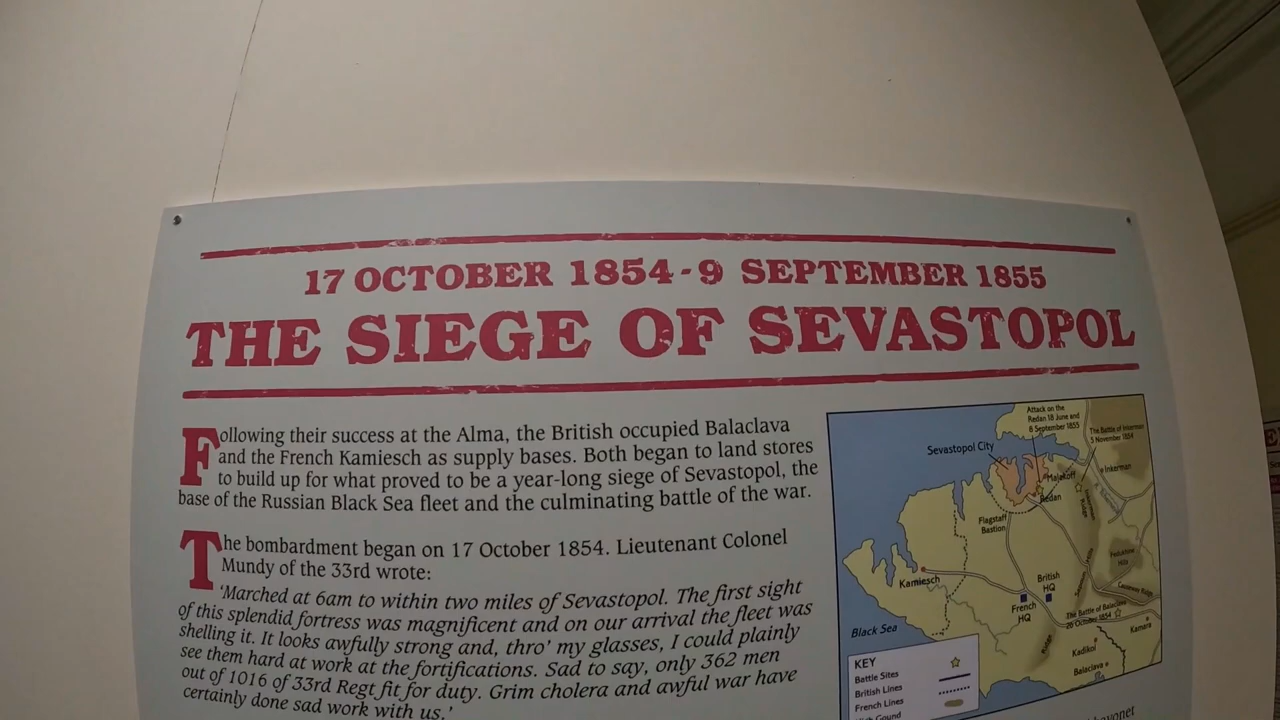 17 OCTOBER 1854 - 9 SEPTEMBER 1855
THE SIEGE OF SEVASTOPOL
Following their success at the Alma, the British occupied Balaclava
and the French Kamiesch as supply bases. Both began to land stores
to build up for what proved to be a year-long siege of Sevastopol, the
base of the Russian Black Sea fleet and the culminating battle of the war.
The bombardment began on 17 October 1854. Lieutenant Colonel
Mundy of the 33rd wrote:
'Marched at 6am to within two miles of Sevastopol. The first sight
of this splendid fortress was magnificent and on our arrival the fleet was
shelling it. It looks awfully strong and, thro' my glasses, I could plainly
see them hard at work at the fortifications. Sad to say, only 362 men
out of 1016 of 33rd Regt fit for duty. Grim cholera and awful war have
certainly done sad work with us.'
Attack on the
Redan 18 June and
8 September 1855
The Battle of Inkerman
5 November 1854
Sevastopol City
Inkerman
Malakoff
Redan
Flagstaff
Bastion
Kamiesch
British
HQ
French
HQ
Causeway Ridge
The Battle of Balaclava
Kamara
Black Sea
Kadikoi
Balaclava
KEY
Battle Sites
British Lines
French Lines
High Ground